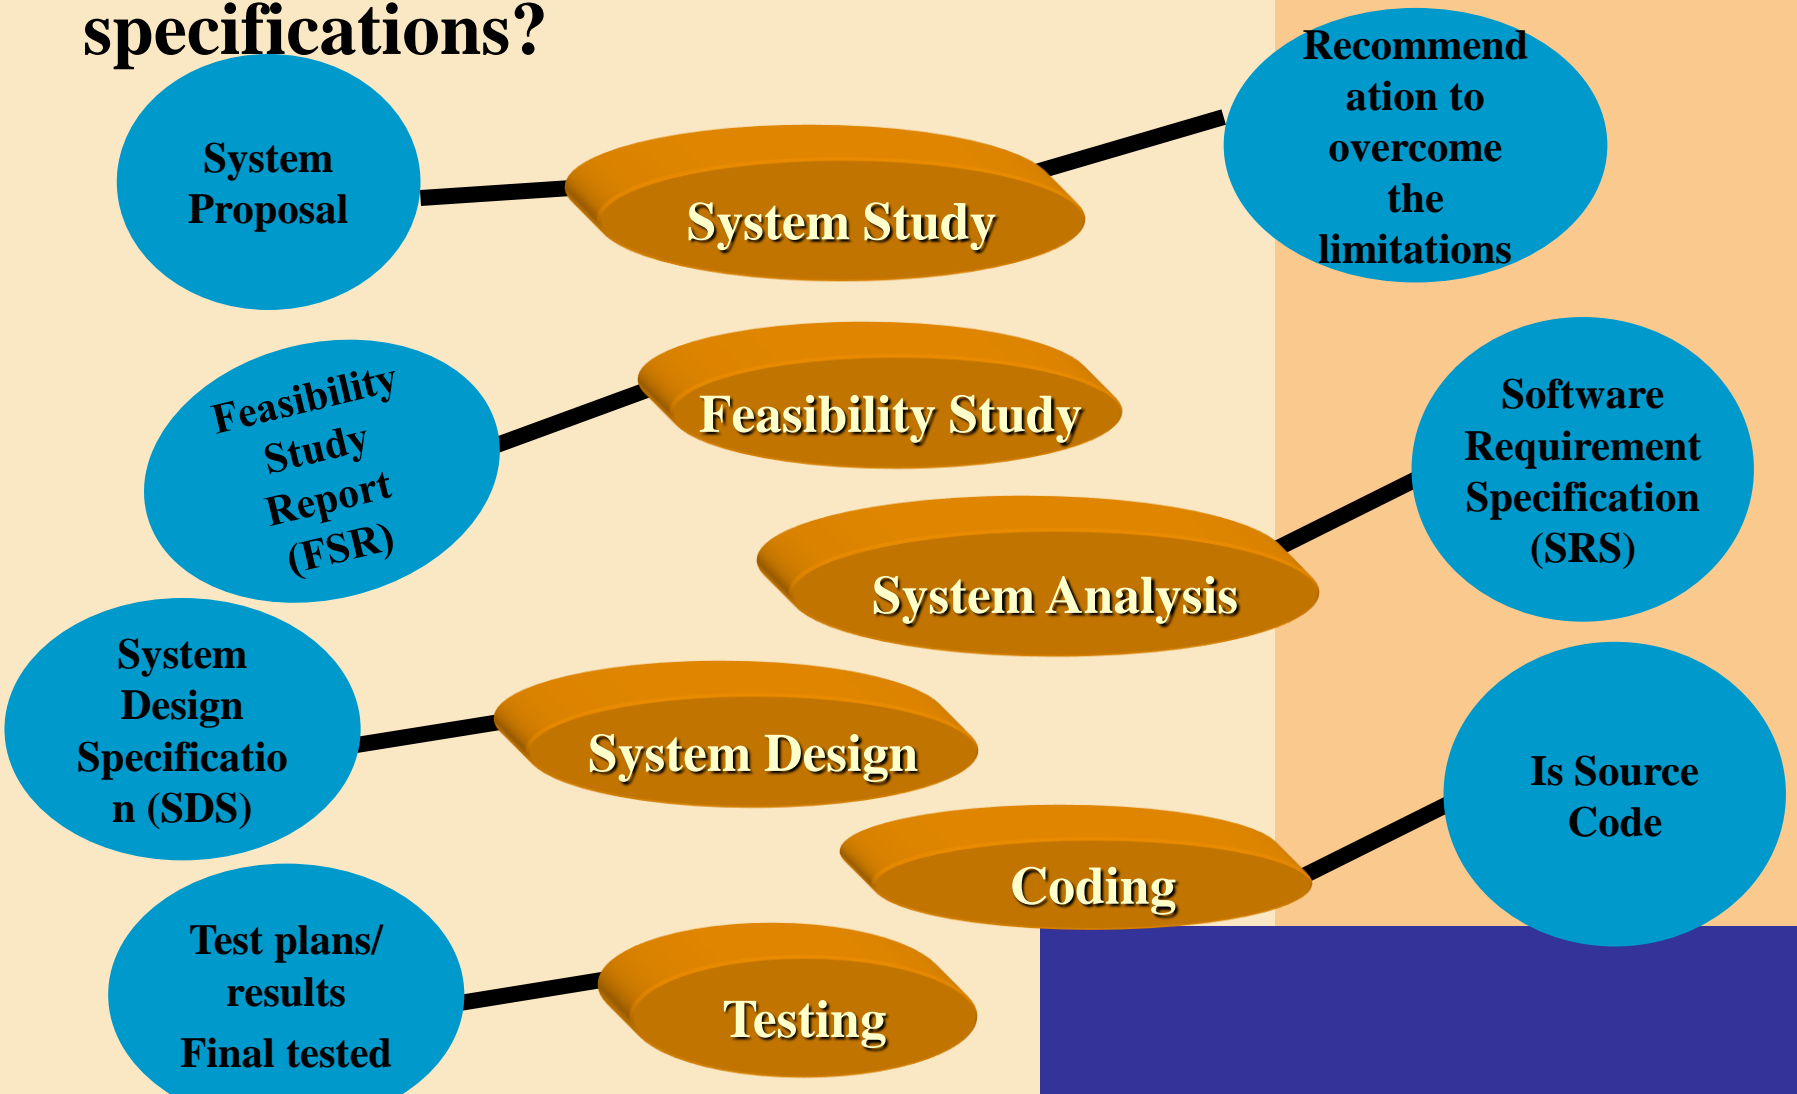 specifications?
System
Proposal
System Study
Recommend
ation to
overcome
the
limitations
Feasibility
Study
Report
(FSR)
Feasibility Study
Software
Requirement
Specification
(SRS)
System Analysis
System
Design
Specificatio
n (SDS)
System Design
Is Source
Code
Coding
Test plans/
results
Final tested
Testing